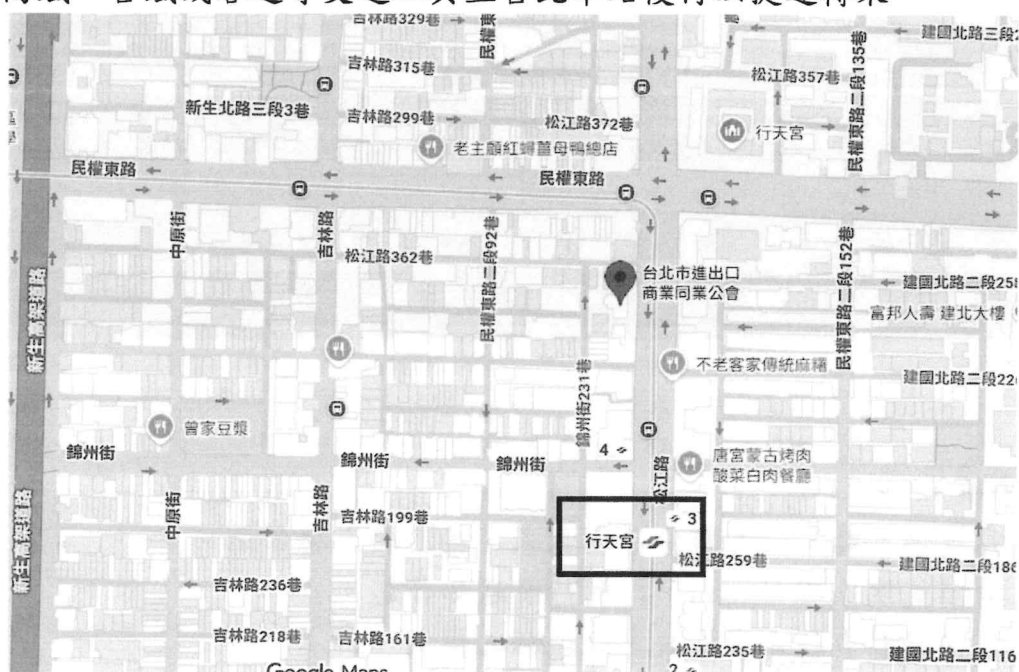 吉林路329巷
民權東
建國北路三段
吉林路315巷
松江路357巷
民權東路二段135巷
新生北路三段3巷
吉林路299巷
松江路372巷
行天宮
老主顧紅蟳薑母鴨總店
民權東路
民權東路
中原街
吉林路
松江路362巷
民權東路二段92巷
台北市進出口
商業同業公會
民權東路二段152巷
建國北路二段25
富邦人壽 建北大樓
新生高架道路
不老客家傳統麻糬
建國北路二段22
錦州街231巷
曾家豆漿
錦州街
錦州街
錦州街
4
松江路
唐宮蒙古烤肉
酸菜白肉餐廳
新生高架道路
中原街
吉林路
吉林路199巷
3
行天宮
松江路259巷
建國北路二段186
吉林路236巷
吉林路218巷
吉林路161巷
松江路235巷
建國北路二段116
Google Maps
2